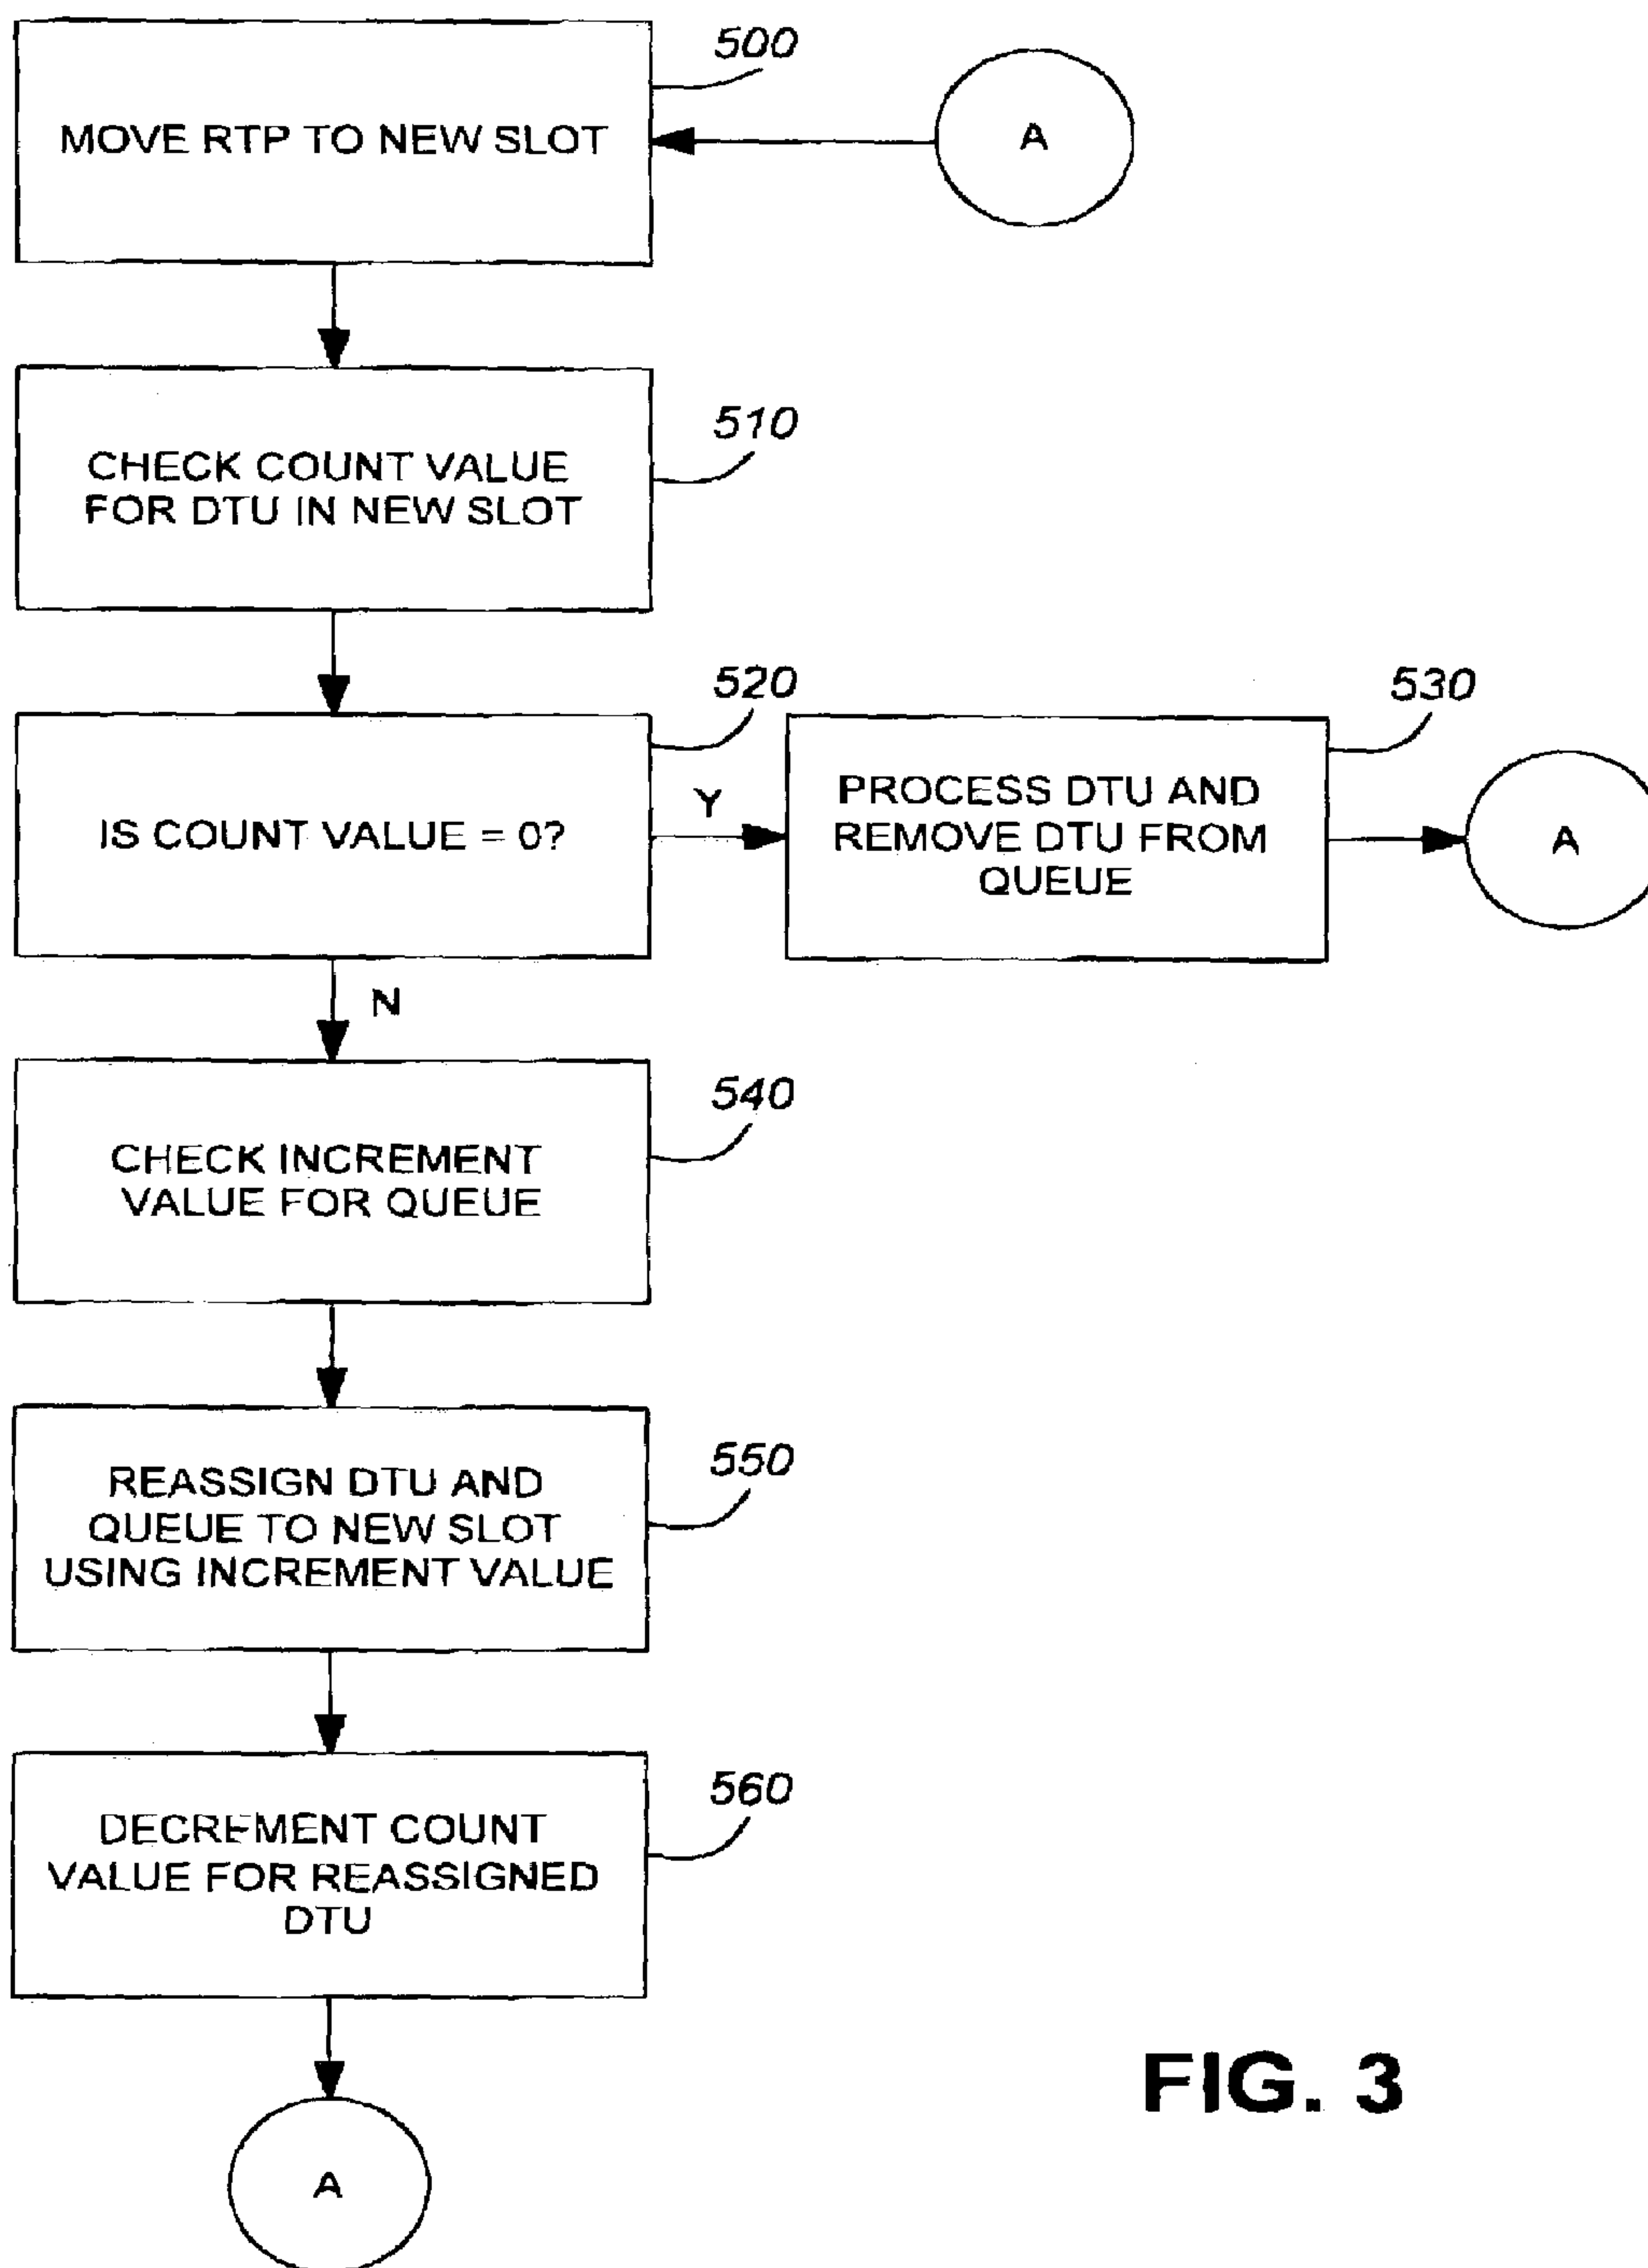 500
MOVE RTP TO NEW SLOT
A
510
CHECK COUNT VALUE
FOR DTU IN NEW SLOT
520
IS COUNT VALUE = 0?
Y
530
PROCESS DTU AND
REMOVE DTU FROM
QUEUE
A
N
540
CHECK INCREMENT
VALUE FOR QUEUE
550
REASSIGN DTU AND
QUEUE TO NEW SLOT
USING INCREMENT VALUE
560
DECREMENT COUNT
VALUE FOR REASSIGNED
DTU
A
FIG. 3